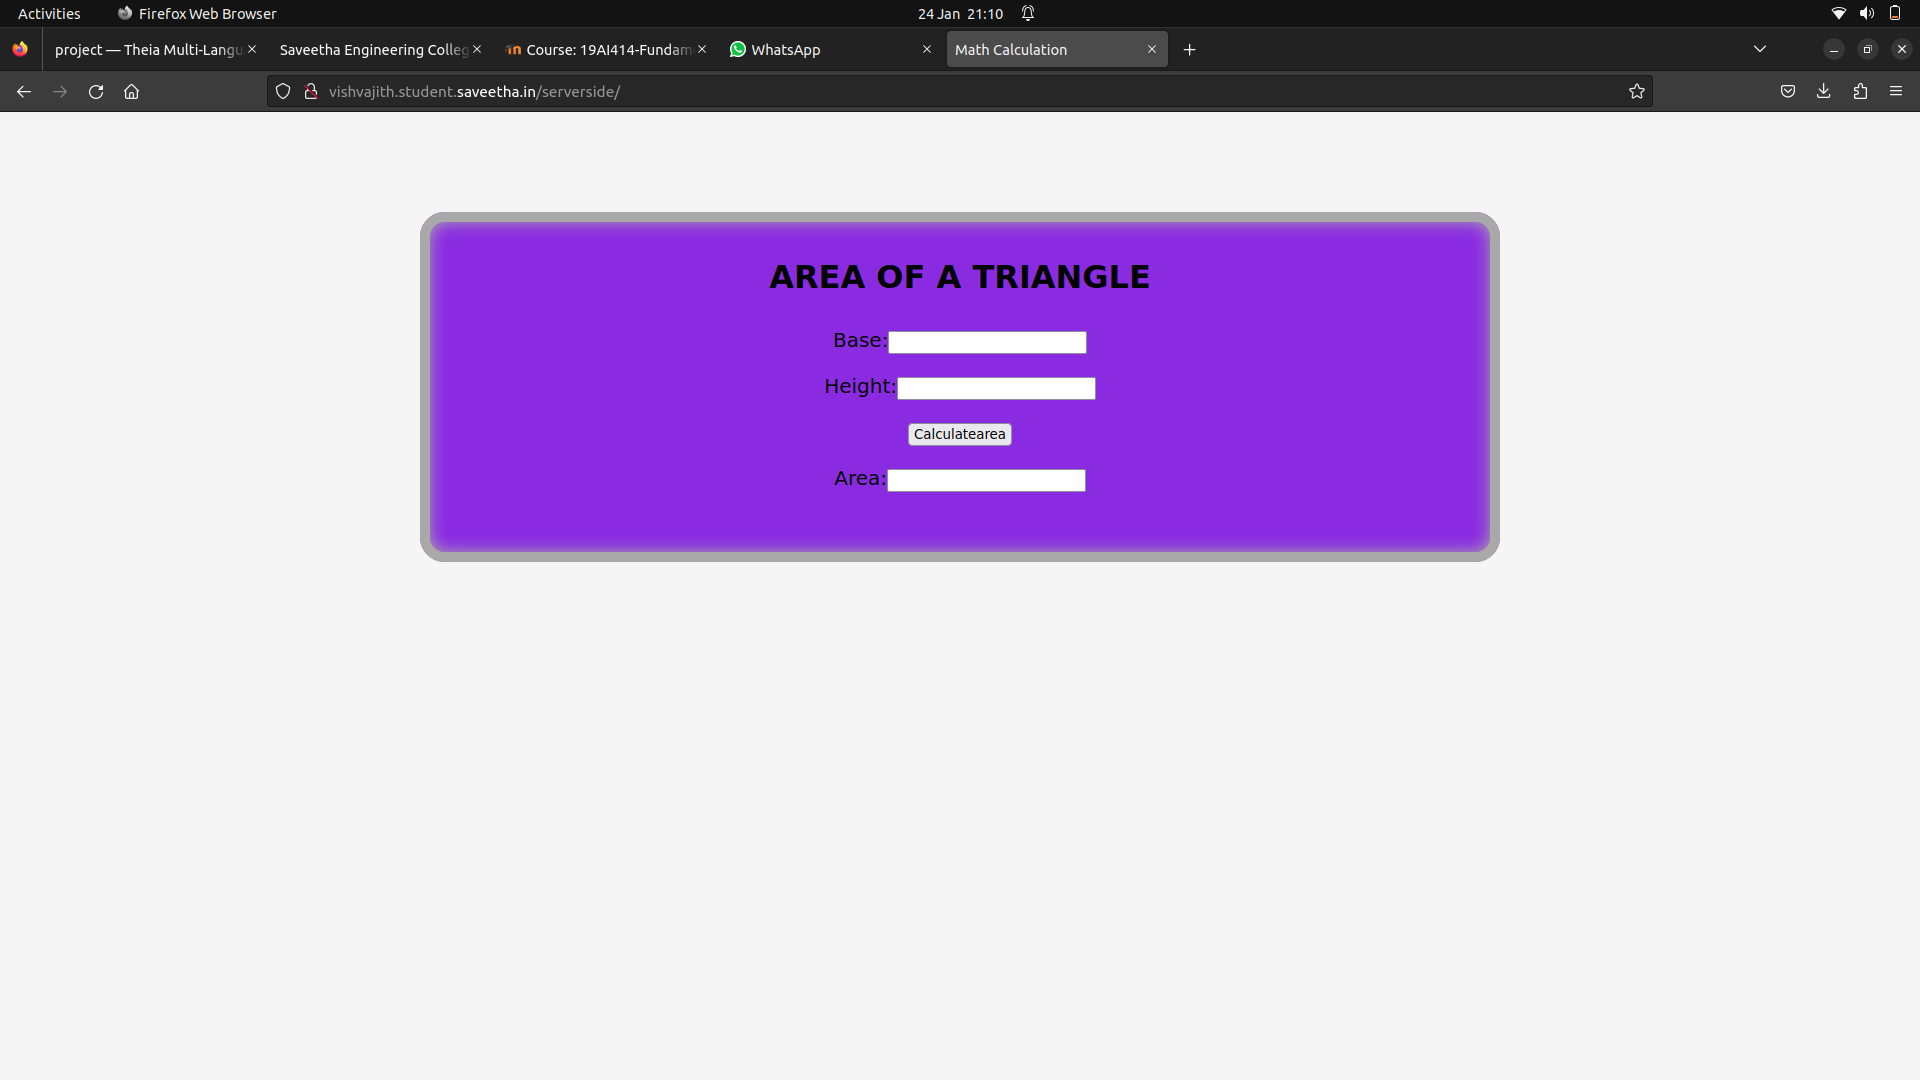 Activities Firefox Web Browser 24 Jan 21:10
project — Theia Multi-Langu Saveetha Engineering Colleg Course: 19AI414-Fundam WhatsApp Math Calculation
vishvajith.student.saveetha.in/serverside/
AREA OF A TRIANGLE
Base:
Height:
Calculatearea
Area: